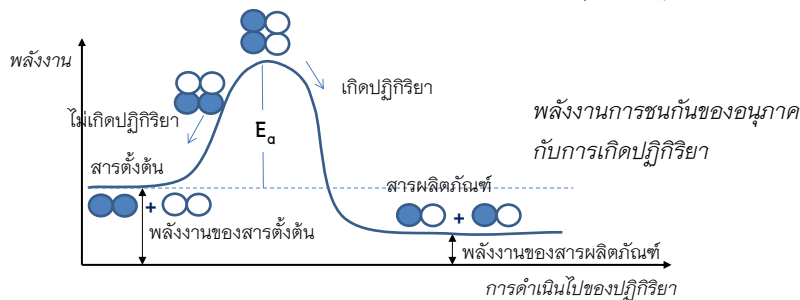 พลังงาน
เกิดปฏิกิริยา
ไม่เกิดปฏิกิริยา
Ea
พลังงานการชนกันของอนุภาค
กับการเกิดปฏิกิริยา
สารตั้งต้น
สารผลิตภัณฑ์
+
+
พลังงานของสารตั้งต้น
พลังงานของสารผลิตภัณฑ์
การดำเนินไปของปฏิกิริยา